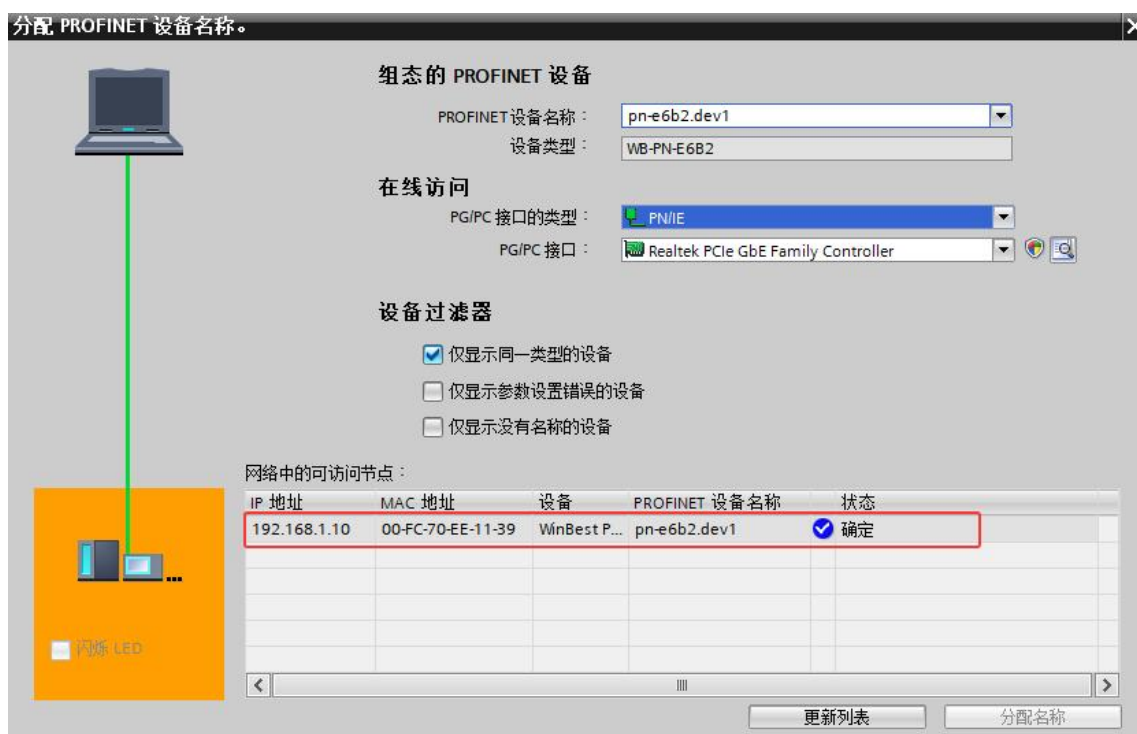 分配 PROFINET 设备名称。
组态的 PROFINET 设备
PROFINET设备名称： pn-e6b2.dev1
设备类型： WB-PN-E6B2
在线访问
PG/PC 接口的类型： PN/IE
PG/PC 接口： Realtek PCIe GbE Family Controller
设备过滤器
仅显示同一类型的设备
仅显示参数设置错误的设备
仅显示没有名称的设备
网络中的可访问节点：
IP 地址 MAC 地址 设备 PROFINET 设备名称 状态
192.168.1.10 00-FC-70-EE-11-39 WinBest P... pn-e6b2.dev1 确定
闪烁 LED
更新列表 分配名称